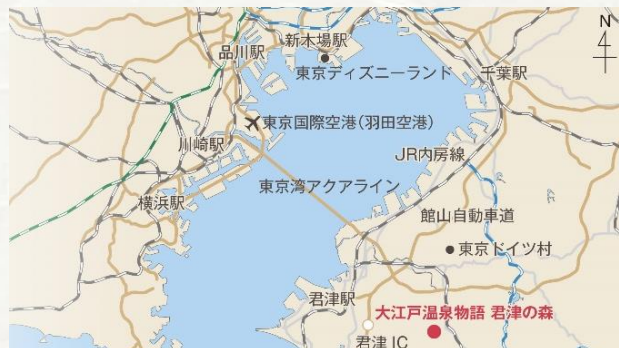 N
新木場駅
品川駅
東京ディズニーランド
千葉駅
東京国際空港(羽田空港)
川崎駅
JR内房線
東京湾アクアライン
横浜駅
館山自動車道
東京ドイツ村
君津駅
大江戸温泉物語 君津の森
君津 IC